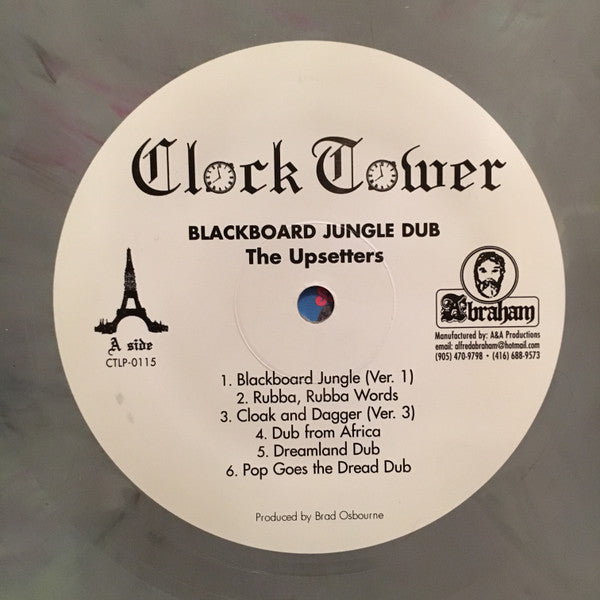 Clock Tower
BLACKBOARD JUNGLE DUB
The Upsetters
A side
CTLP-0115
Abraham
Manufactured by: A&A Productions
email: alfredabraham@hotmail.com
(905) 470-9798 • (416) 688-9573
1. Blackboard Jungle (Ver. 1)
2. Rubba, Rubba Words
3. Cloak and Dagger (Ver. 3)
4. Dub from Africa
5. Dreamland Dub
6. Pop Goes the Dread Dub
Produced by Brad Osbourne